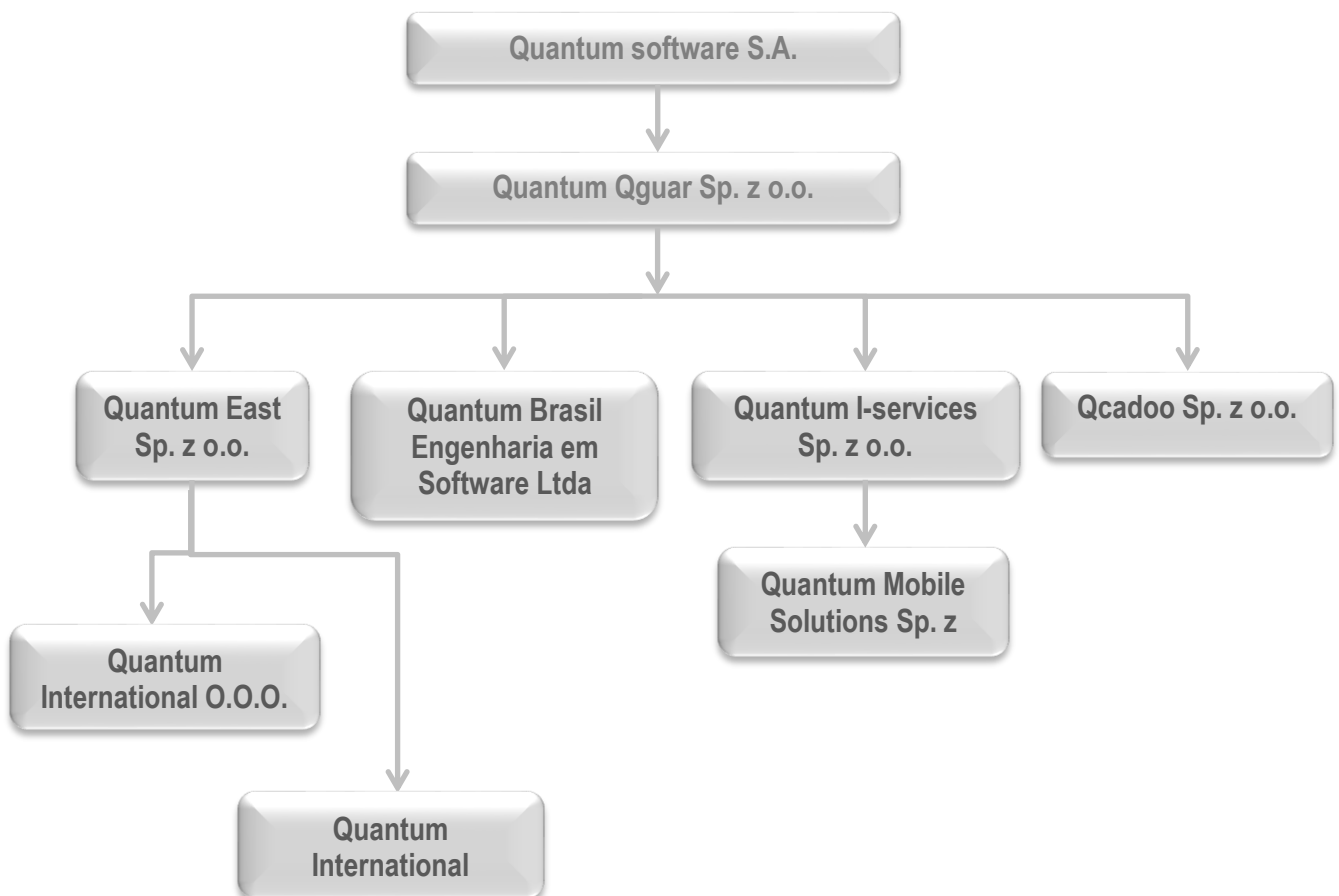 Quantum software S.A.
Quantum Qguar Sp. z o.o.
Quantum East
Sp. z o.o.
Quantum Brasil
Engenharia em
Software Ltda
Quantum I-services
Sp. z o.o.
Qcadoo Sp. z o.o.
Quantum Mobile
Solutions Sp. z
Quantum
International O.O.O.
Quantum
International